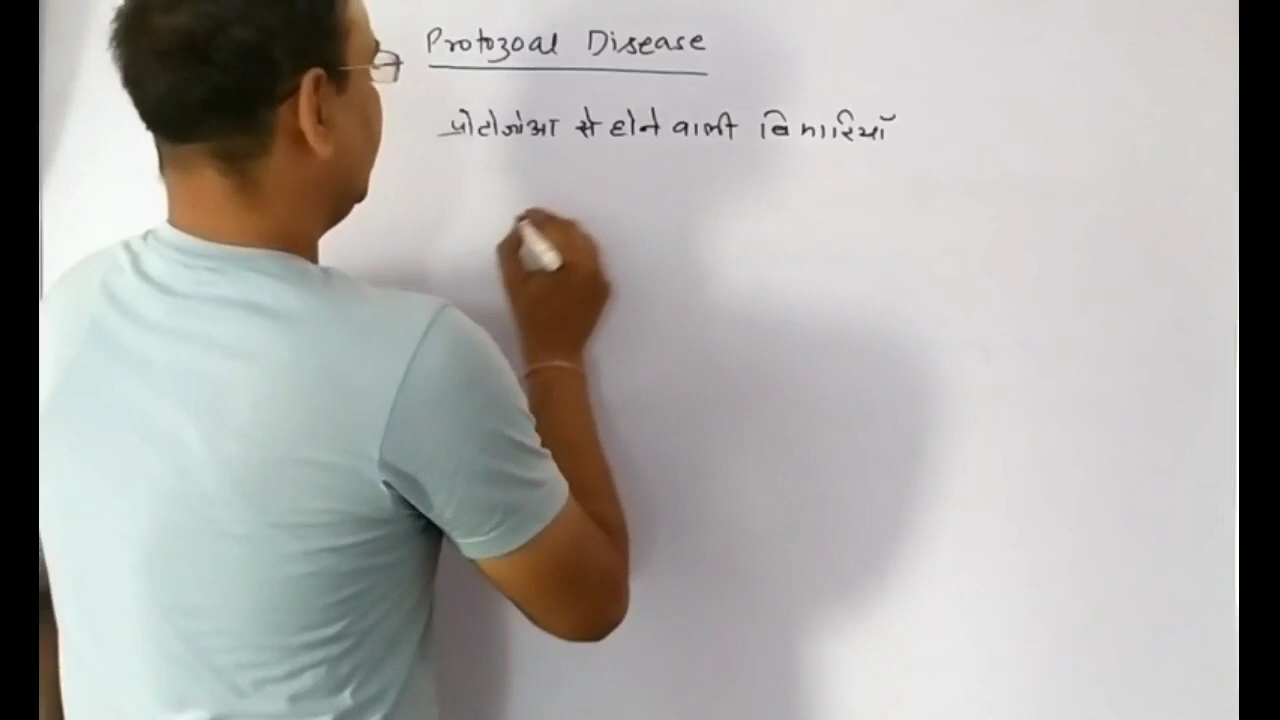 Protozoal Disease
प्रोटोजोआ से होने वाली बिमारियाँ